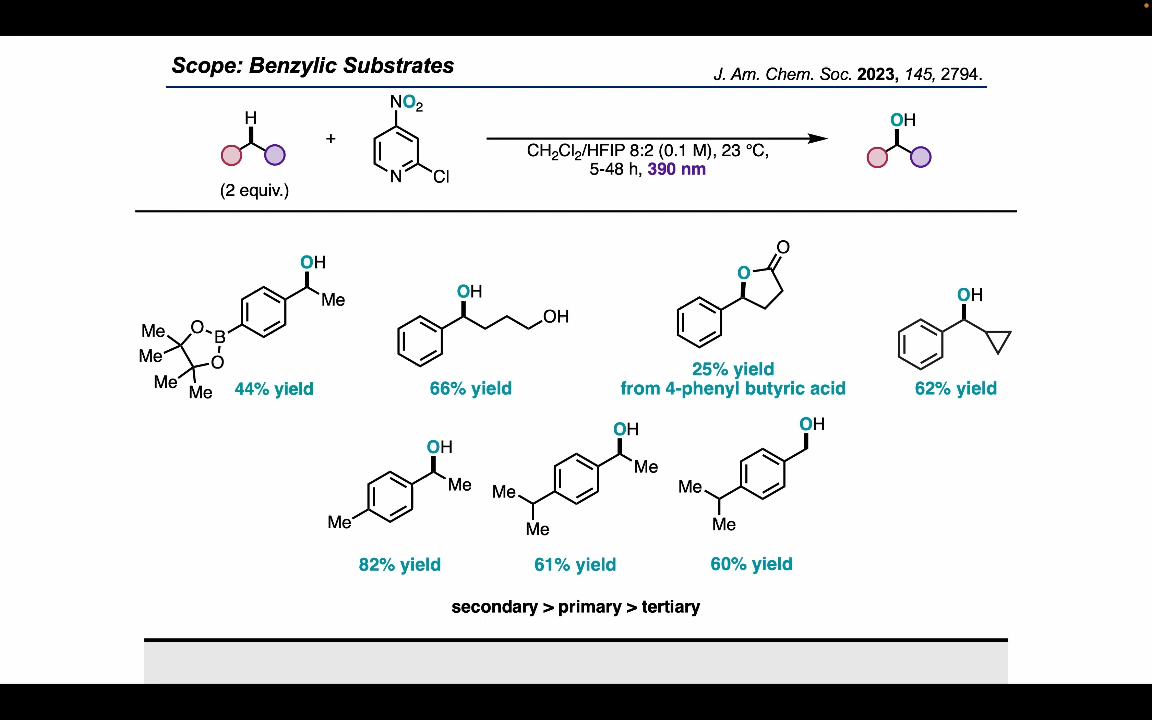 Scope: Benzylic Substrates
J. Am. Chem. Soc. 2023, 145, 2794.
H
+
(2 equiv.)
NO₂
N
Cl
CH₂Cl₂/HFIP 8:2 (0.1 M), 23 °C,
5-48 h, 390 nm
OH
OH
Me
Me
O
B
Me
O
Me
Me
44% yield
OH
OH
66% yield
O
O
25% yield
from 4-phenyl butyric acid
OH
62% yield
OH
Me
Me
82% yield
OH
Me
Me
Me
61% yield
OH
Me
Me
60% yield
secondary > primary > tertiary